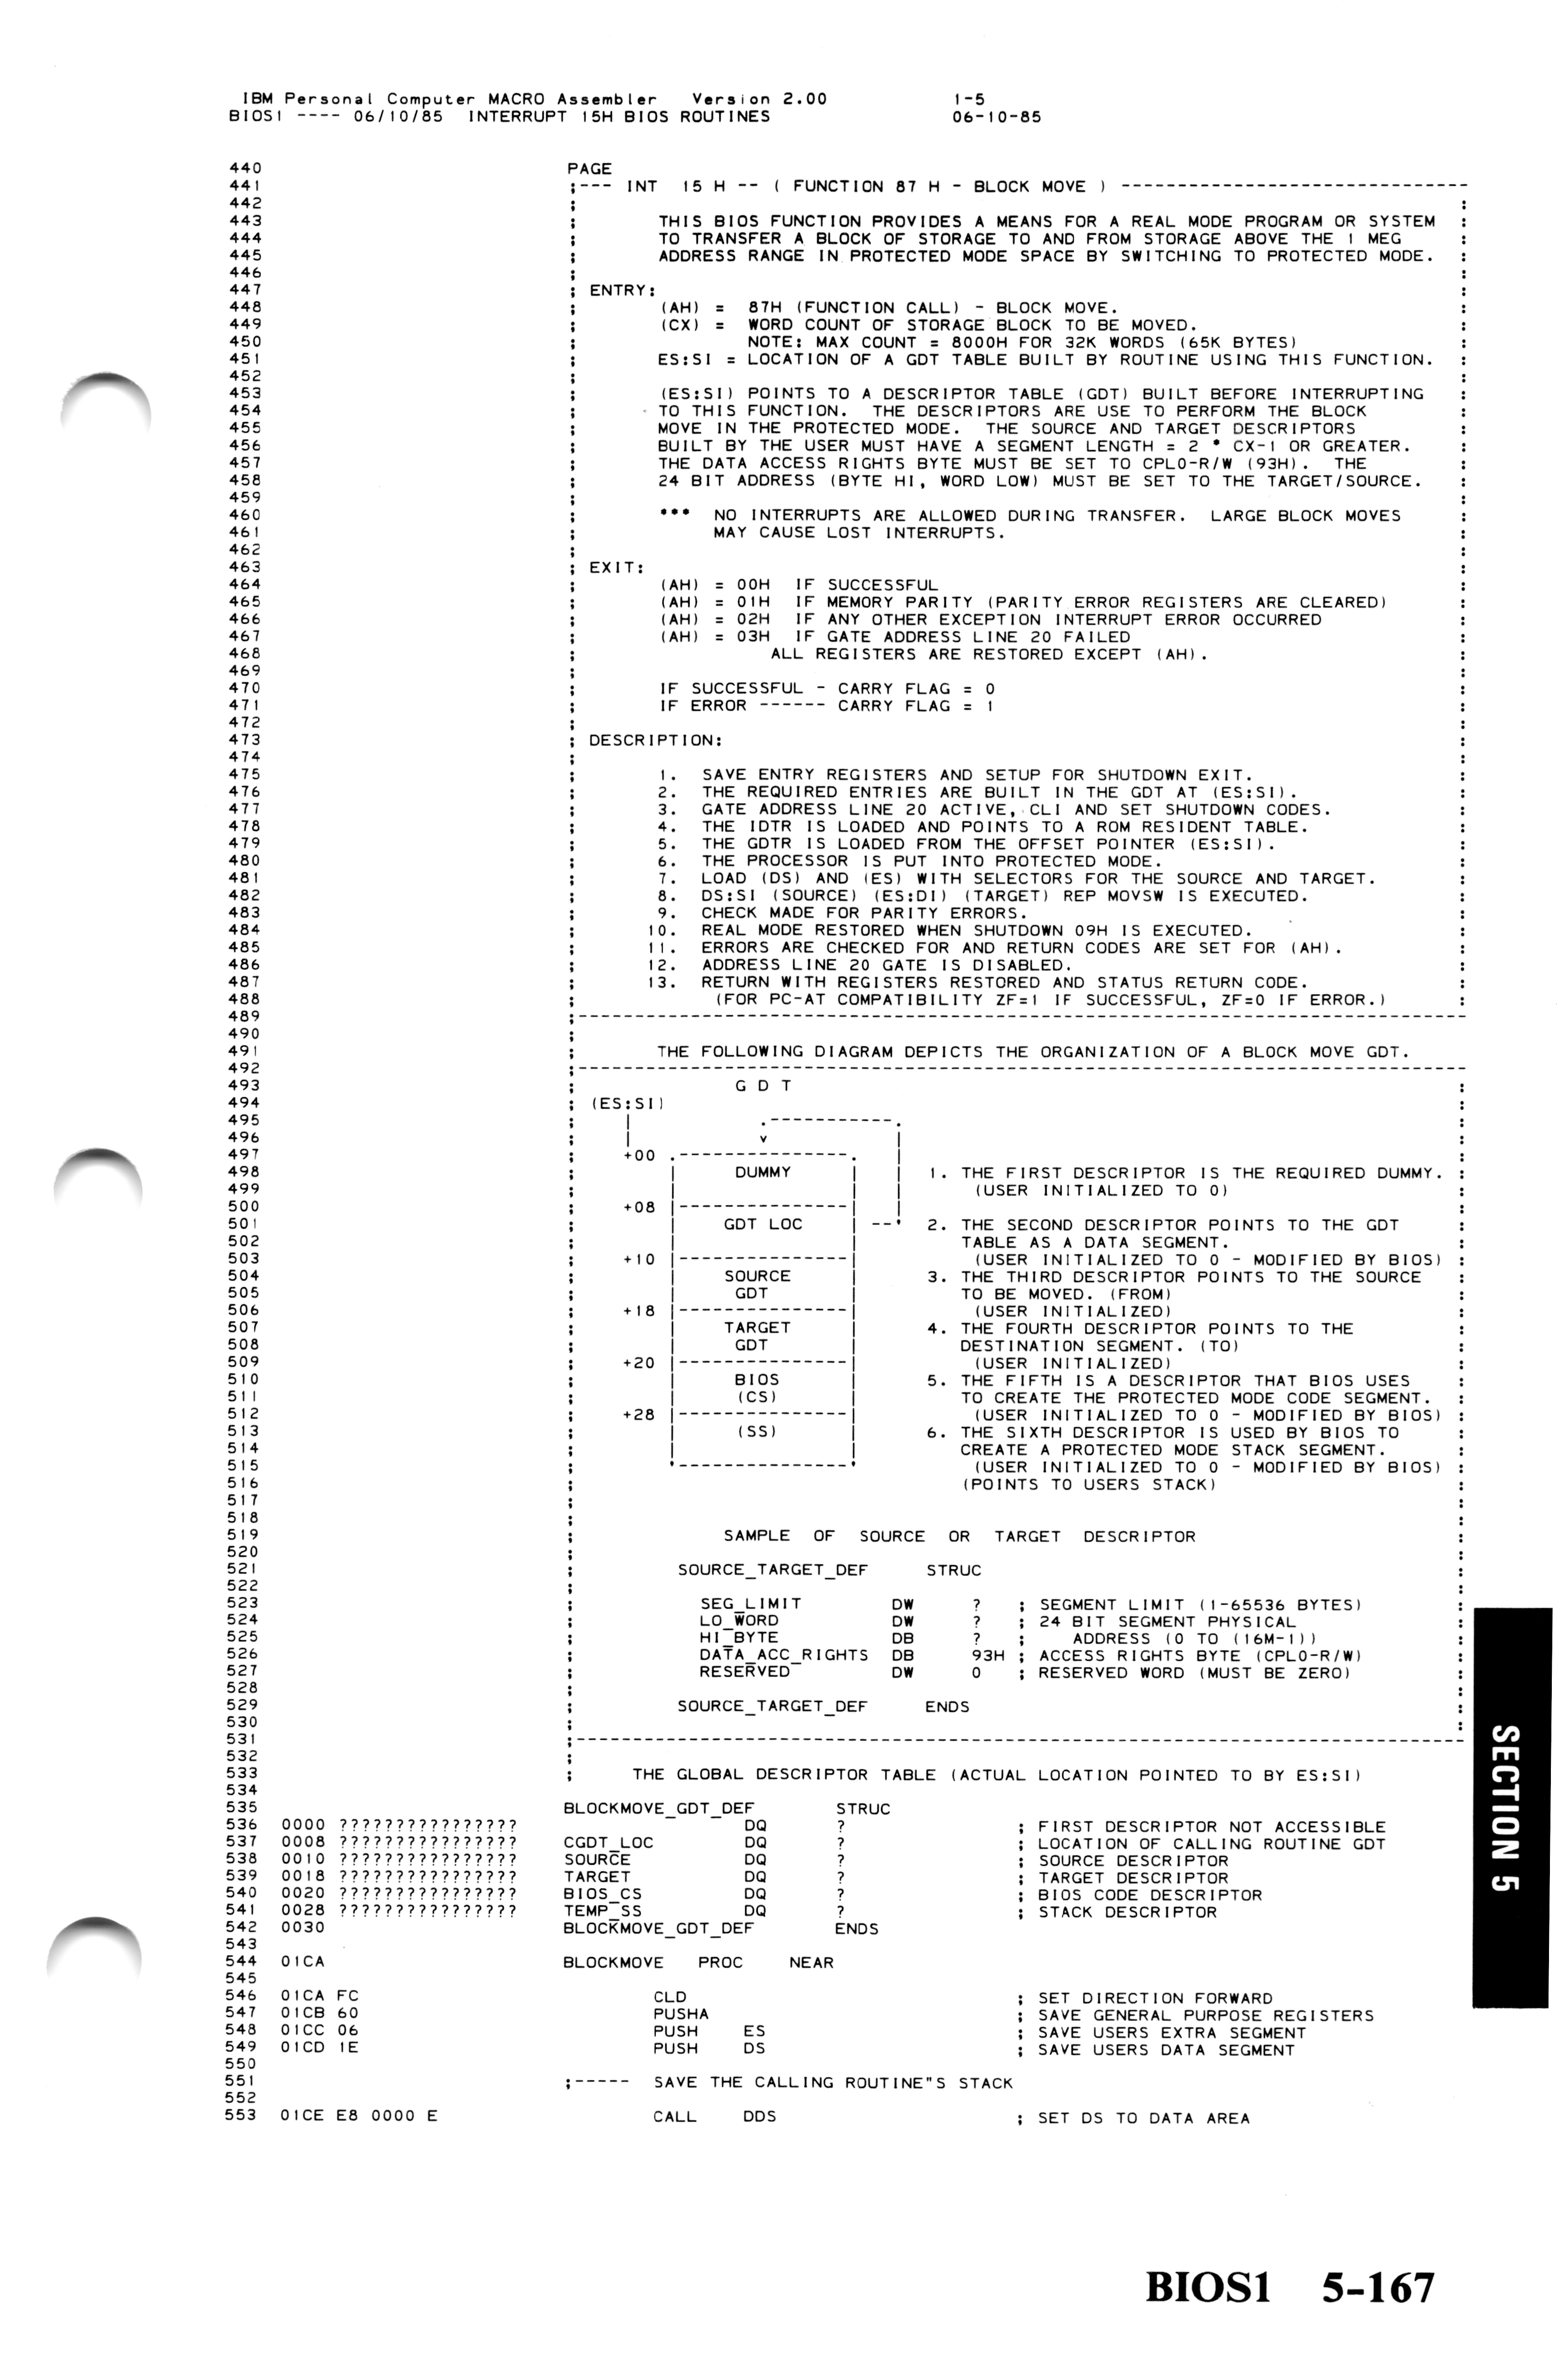 IBM Personal Computer MACRO Assembler   Version 2.00              1-5
BIOS1 ---- 06/10/85  INTERRUPT 15H BIOS ROUTINES                  06-10-85
440                                PAGE
441                                ;--- INT  15 H -- ( FUNCTION 87 H - BLOCK MOVE ) -------------------------------
442                                ;                                                                              :
443                                ;       THIS BIOS FUNCTION PROVIDES A MEANS FOR A REAL MODE PROGRAM OR SYSTEM  :
444                                ;       TO TRANSFER A BLOCK OF STORAGE TO AND FROM STORAGE ABOVE THE 1 MEG     :
445                                ;       ADDRESS RANGE IN PROTECTED MODE SPACE BY SWITCHING TO PROTECTED MODE.  :
446                                ;                                                                              :
447                                ; ENTRY:                                                                       :
448                                ;       (AH) =  87H (FUNCTION CALL) - BLOCK MOVE.                              :
449                                ;       (CX) =  WORD COUNT OF STORAGE BLOCK TO BE MOVED.                       :
450                                ;               NOTE: MAX COUNT = 8000H FOR 32K WORDS (65K BYTES)              :
451                                ;       ES:SI = LOCATION OF A GDT TABLE BUILT BY ROUTINE USING THIS FUNCTION.  :
452                                ;                                                                              :
453                                ;       (ES:SI) POINTS TO A DESCRIPTOR TABLE (GDT) BUILT BEFORE INTERRUPTING   :
454                                ;       TO THIS FUNCTION.  THE DESCRIPTORS ARE USE TO PERFORM THE BLOCK        :
455                                ;       MOVE IN THE PROTECTED MODE.  THE SOURCE AND TARGET DESCRIPTORS         :
456                                ;       BUILT BY THE USER MUST HAVE A SEGMENT LENGTH = 2 * CX-1 OR GREATER.    :
457                                ;       THE DATA ACCESS RIGHTS BYTE MUST BE SET TO CPL0-R/W (93H).  THE        :
458                                ;       24 BIT ADDRESS (BYTE HI, WORD LOW) MUST BE SET TO THE TARGET/SOURCE.   :
459                                ;                                                                              :
460                                ;       ***  NO INTERRUPTS ARE ALLOWED DURING TRANSFER.  LARGE BLOCK MOVES     :
461                                ;            MAY CAUSE LOST INTERRUPTS.                                        :
462                                ;                                                                              :
463                                ; EXIT:                                                                        :
464                                ;       (AH) = 00H  IF SUCCESSFUL                                              :
465                                ;       (AH) = 01H  IF MEMORY PARITY (PARITY ERROR REGISTERS ARE CLEARED)      :
466                                ;       (AH) = 02H  IF ANY OTHER EXCEPTION INTERRUPT ERROR OCCURRED            :
467                                ;       (AH) = 03H  IF GATE ADDRESS LINE 20 FAILED                             :
468                                ;                 ALL REGISTERS ARE RESTORED EXCEPT (AH).                      :
469                                ;                                                                              :
470                                ;       IF SUCCESSFUL - CARRY FLAG = 0                                         :
471                                ;       IF ERROR ------ CARRY FLAG = 1                                         :
472                                ;                                                                              :
473                                ; DESCRIPTION:                                                                 :
474                                ;                                                                              :
475                                ;       1.  SAVE ENTRY REGISTERS AND SETUP FOR SHUTDOWN EXIT.                  :
476                                ;       2.  THE REQUIRED ENTRIES ARE BUILT IN THE GDT AT (ES:SI).              :
477                                ;       3.  GATE ADDRESS LINE 20 ACTIVE, CLI AND SET SHUTDOWN CODES.           :
478                                ;       4.  THE IDTR IS LOADED AND POINTS TO A ROM RESIDENT TABLE.             :
479                                ;       5.  THE GDTR IS LOADED FROM THE OFFSET POINTER (ES:SI).                :
480                                ;       6.  THE PROCESSOR IS PUT INTO PROTECTED MODE.                          :
481                                ;       7.  LOAD (DS) AND (ES) WITH SELECTORS FOR THE SOURCE AND TARGET.       :
482                                ;       8.  DS:SI (SOURCE) (ES:DI) (TARGET) REP MOVSW IS EXECUTED.             :
483                                ;       9.  CHECK MADE FOR PARITY ERRORS.                                      :
484                                ;      10.  REAL MODE RESTORED WHEN SHUTDOWN 09H IS EXECUTED.                  :
485                                ;      11.  ERRORS ARE CHECKED FOR AND RETURN CODES ARE SET FOR (AH).          :
486                                ;      12.  ADDRESS LINE 20 GATE IS DISABLED.                                  :
487                                ;      13.  RETURN WITH REGISTERS RESTORED AND STATUS RETURN CODE.             :
488                                ;            (FOR PC-AT COMPATIBILITY ZF=1 IF SUCCESSFUL, ZF=0 IF ERROR.)      :
489                                ;-------------------------------------------------------------------------------
490                                ;
491                                ;       THE FOLLOWING DIAGRAM DEPICTS THE ORGANIZATION OF A BLOCK MOVE GDT.
492                                ;-------------------------------------------------------------------------------
493                                ;              G D T                                                           :
494                                ; (ES:SI)                                                                      :
495                                ;    |           .-----------.                                                 :
496                                ;    |           v           |                                                 :
497                                ;   +00  .---------------.   |                                                 :
498                                ;        |     DUMMY     |   |  1. THE FIRST DESCRIPTOR IS THE REQUIRED DUMMY. :
499                                ;        |               |   |      (USER INITIALIZED TO 0)                    :
500                                ;   +08  |---------------|   |                                                 :
501                                ;        |    GDT LOC    | --'  2. THE SECOND DESCRIPTOR POINTS TO THE GDT     :
502                                ;        |               |         TABLE AS A DATA SEGMENT.                    :
503                                ;   +10  |---------------|          (USER INITIALIZED TO 0 - MODIFIED BY BIOS) :
504                                ;        |    SOURCE     |      3. THE THIRD DESCRIPTOR POINTS TO THE SOURCE   :
505                                ;        |     GDT       |         TO BE MOVED. (FROM)                         :
506                                ;   +18  |---------------|          (USER INITIALIZED)                         :
507                                ;        |    TARGET     |      4. THE FOURTH DESCRIPTOR POINTS TO THE         :
508                                ;        |     GDT       |         DESTINATION SEGMENT. (TO)                   :
509                                ;   +20  |---------------|          (USER INITIALIZED)                         :
510                                ;        |     BIOS      |      5. THE FIFTH IS A DESCRIPTOR THAT BIOS USES    :
511                                ;        |     (CS)      |         TO CREATE THE PROTECTED MODE CODE SEGMENT.  :
512                                ;   +28  |---------------|          (USER INITIALIZED TO 0 - MODIFIED BY BIOS) :
513                                ;        |     (SS)      |      6. THE SIXTH DESCRIPTOR IS USED BY BIOS TO     :
514                                ;        |               |         CREATE A PROTECTED MODE STACK SEGMENT.      :
515                                ;        '---------------'          (USER INITIALIZED TO 0 - MODIFIED BY BIOS) :
516                                ;                                  (POINTS TO USERS STACK)                     :
517                                ;                                                                              :
518                                ;                                                                              :
519                                ;             SAMPLE  OF  SOURCE  OR  TARGET  DESCRIPTOR                       :
520                                ;                                                                              :
521                                ;         SOURCE_TARGET_DEF     STRUC                                          :
522                                ;                                                                              :
523                                ;           SEG_LIMIT        DW     ?   ; SEGMENT LIMIT (1-65536 BYTES)        :
524                                ;           LO_WORD          DW     ?   ; 24 BIT SEGMENT PHYSICAL              :
525                                ;           HI_BYTE          DB     ?   ;    ADDRESS (0 TO (16M-1))            :
526                                ;           DATA_ACC_RIGHTS  DB     93H ; ACCESS RIGHTS BYTE (CPL0-R/W)        :
527                                ;           RESERVED         DW     0   ; RESERVED WORD (MUST BE ZERO)         :
528                                ;                                                                              :
529                                ;         SOURCE_TARGET_DEF     ENDS                                           :
530                                ;                                                                              :
531                                ;-------------------------------------------------------------------------------
532                                ;
533                                ;     THE GLOBAL DESCRIPTOR TABLE (ACTUAL LOCATION POINTED TO BY ES:SI)
534
535                                BLOCKMOVE_GDT_DEF       STRUC
536  0000 ????????????????                         DQ      ?               ; FIRST DESCRIPTOR NOT ACCESSIBLE
537  0008 ????????????????         CGDT_LOC        DQ      ?               ; LOCATION OF CALLING ROUTINE GDT
538  0010 ????????????????         SOURCE          DQ      ?               ; SOURCE DESCRIPTOR
539  0018 ????????????????         TARGET          DQ      ?               ; TARGET DESCRIPTOR
540  0020 ????????????????         BIOS_CS         DQ      ?               ; BIOS CODE DESCRIPTOR
541  0028 ????????????????         TEMP_SS         DQ      ?               ; STACK DESCRIPTOR
542  0030                          BLOCKMOVE_GDT_DEF       ENDS
543
544  01CA                          BLOCKMOVE   PROC    NEAR
545
546  01CA FC                               CLD                             ; SET DIRECTION FORWARD
547  01CB 60                               PUSHA                           ; SAVE GENERAL PURPOSE REGISTERS
548  01CC 06                               PUSH    ES                      ; SAVE USERS EXTRA SEGMENT
549  01CD 1E                               PUSH    DS                      ; SAVE USERS DATA SEGMENT
550
551                                ;-----  SAVE THE CALLING ROUTINE"S STACK
552
553  01CE E8 0000 E                        CALL    DDS                     ; SET DS TO DATA AREA
SECTION 5
BIOS1   5-167